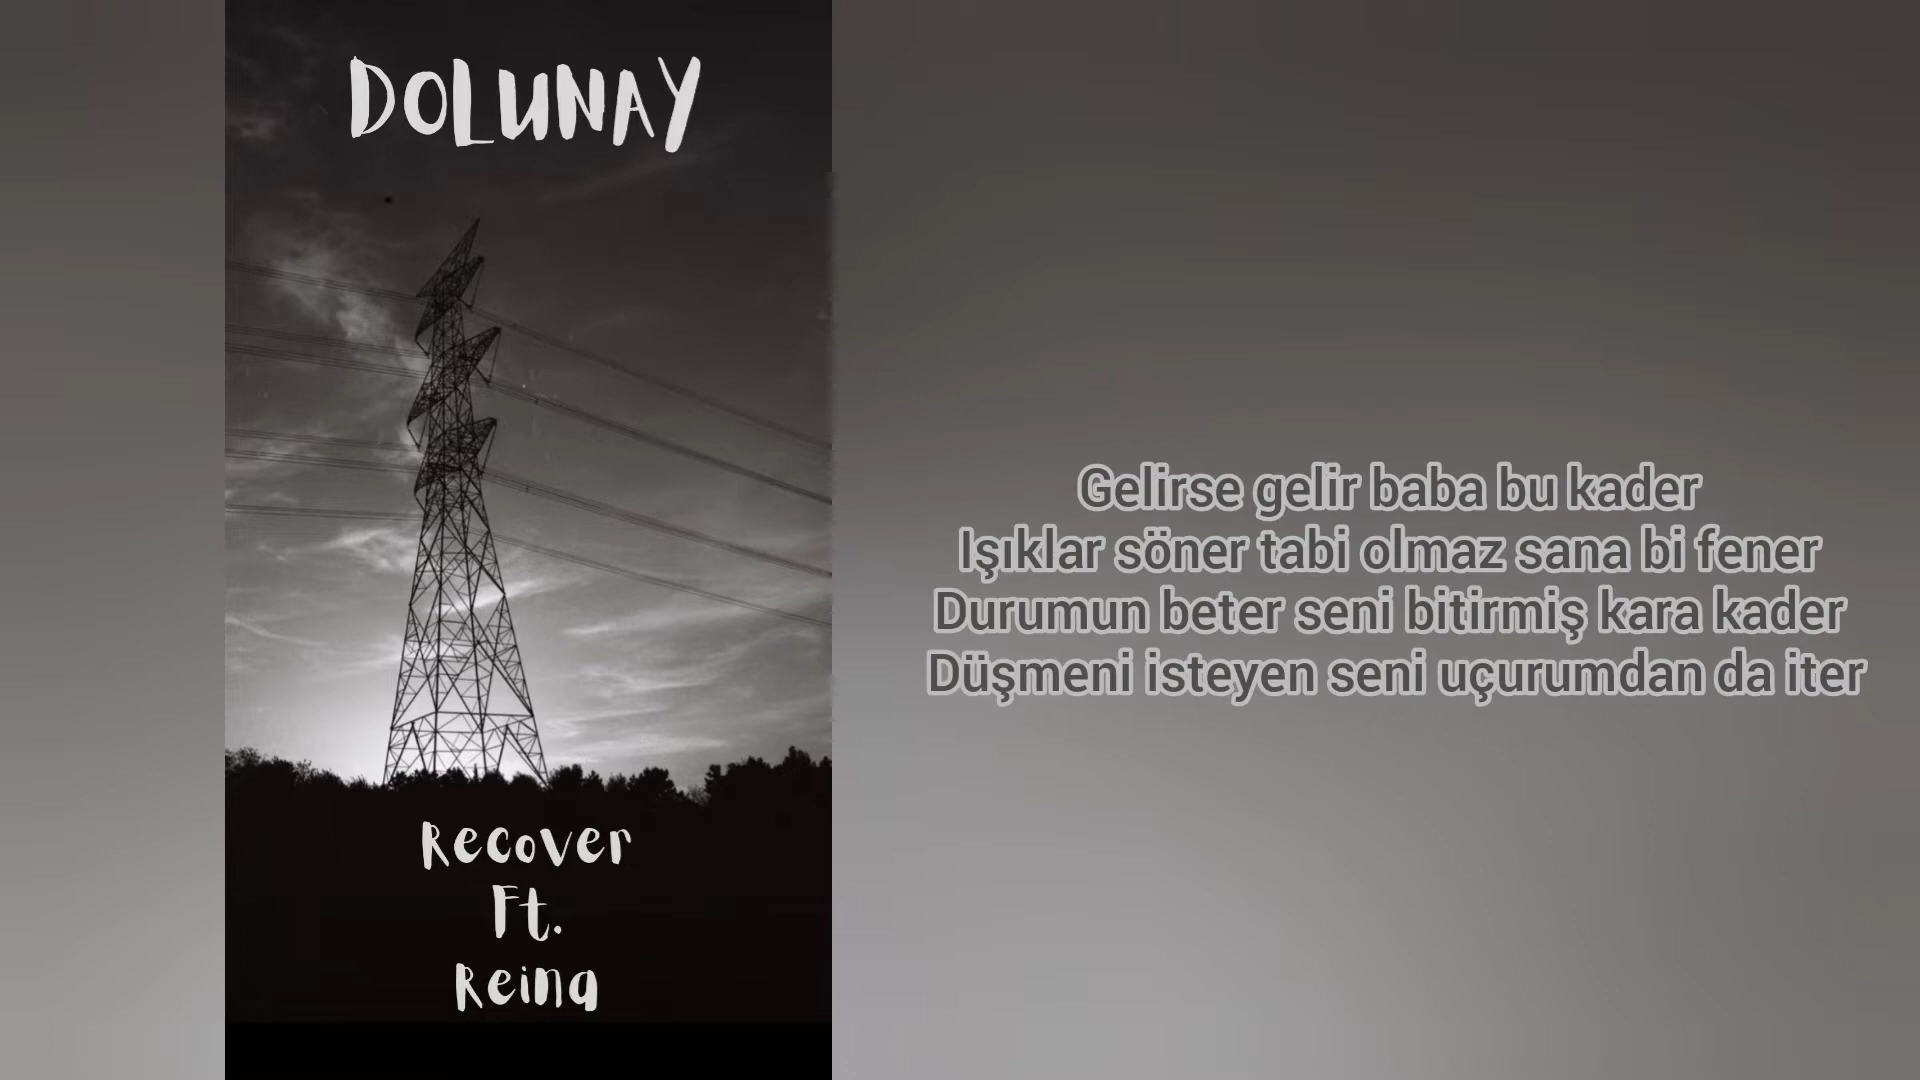 DOLUNAY
Recover
Ft.
Reina
Gelirse gelir baba bu kader
Işıklar söner tabi olmaz sana bi fener
Durumun beter seni bitirmiş kara kader
Düşmeni isteyen seni uçurumdan da iter